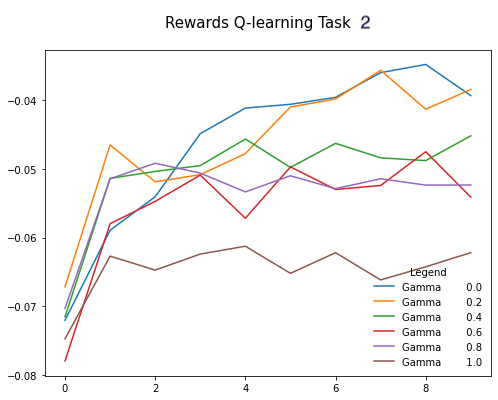 Rewards Q-learning Task 2
−0.04
−0.05
−0.06
−0.07
−0.08
0 2 4 6 8
Legend
Gamma 0.0
Gamma 0.2
Gamma 0.4
Gamma 0.6
Gamma 0.8
Gamma 1.0